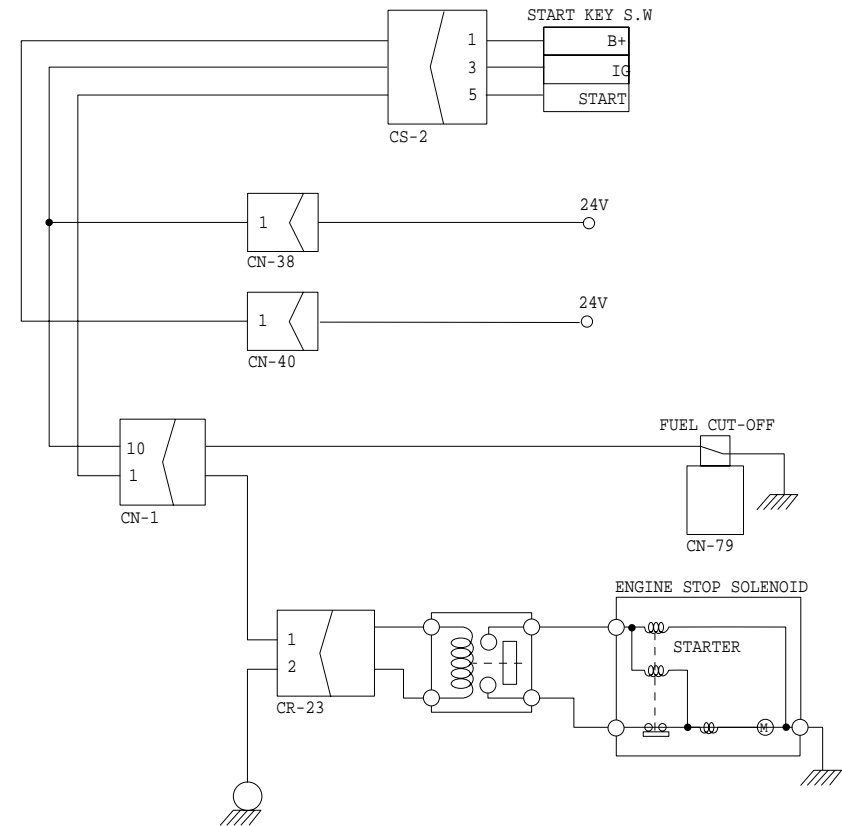 START KEY S.W
1 B+
3 IG
5 START
CS-2
24V
1
CN-38
24V
1
CN-40
FUEL CUT-OFF
10
1
CN-1
CN-79
ENGINE STOP SOLENOID
1
STARTER
2
CR-23
M